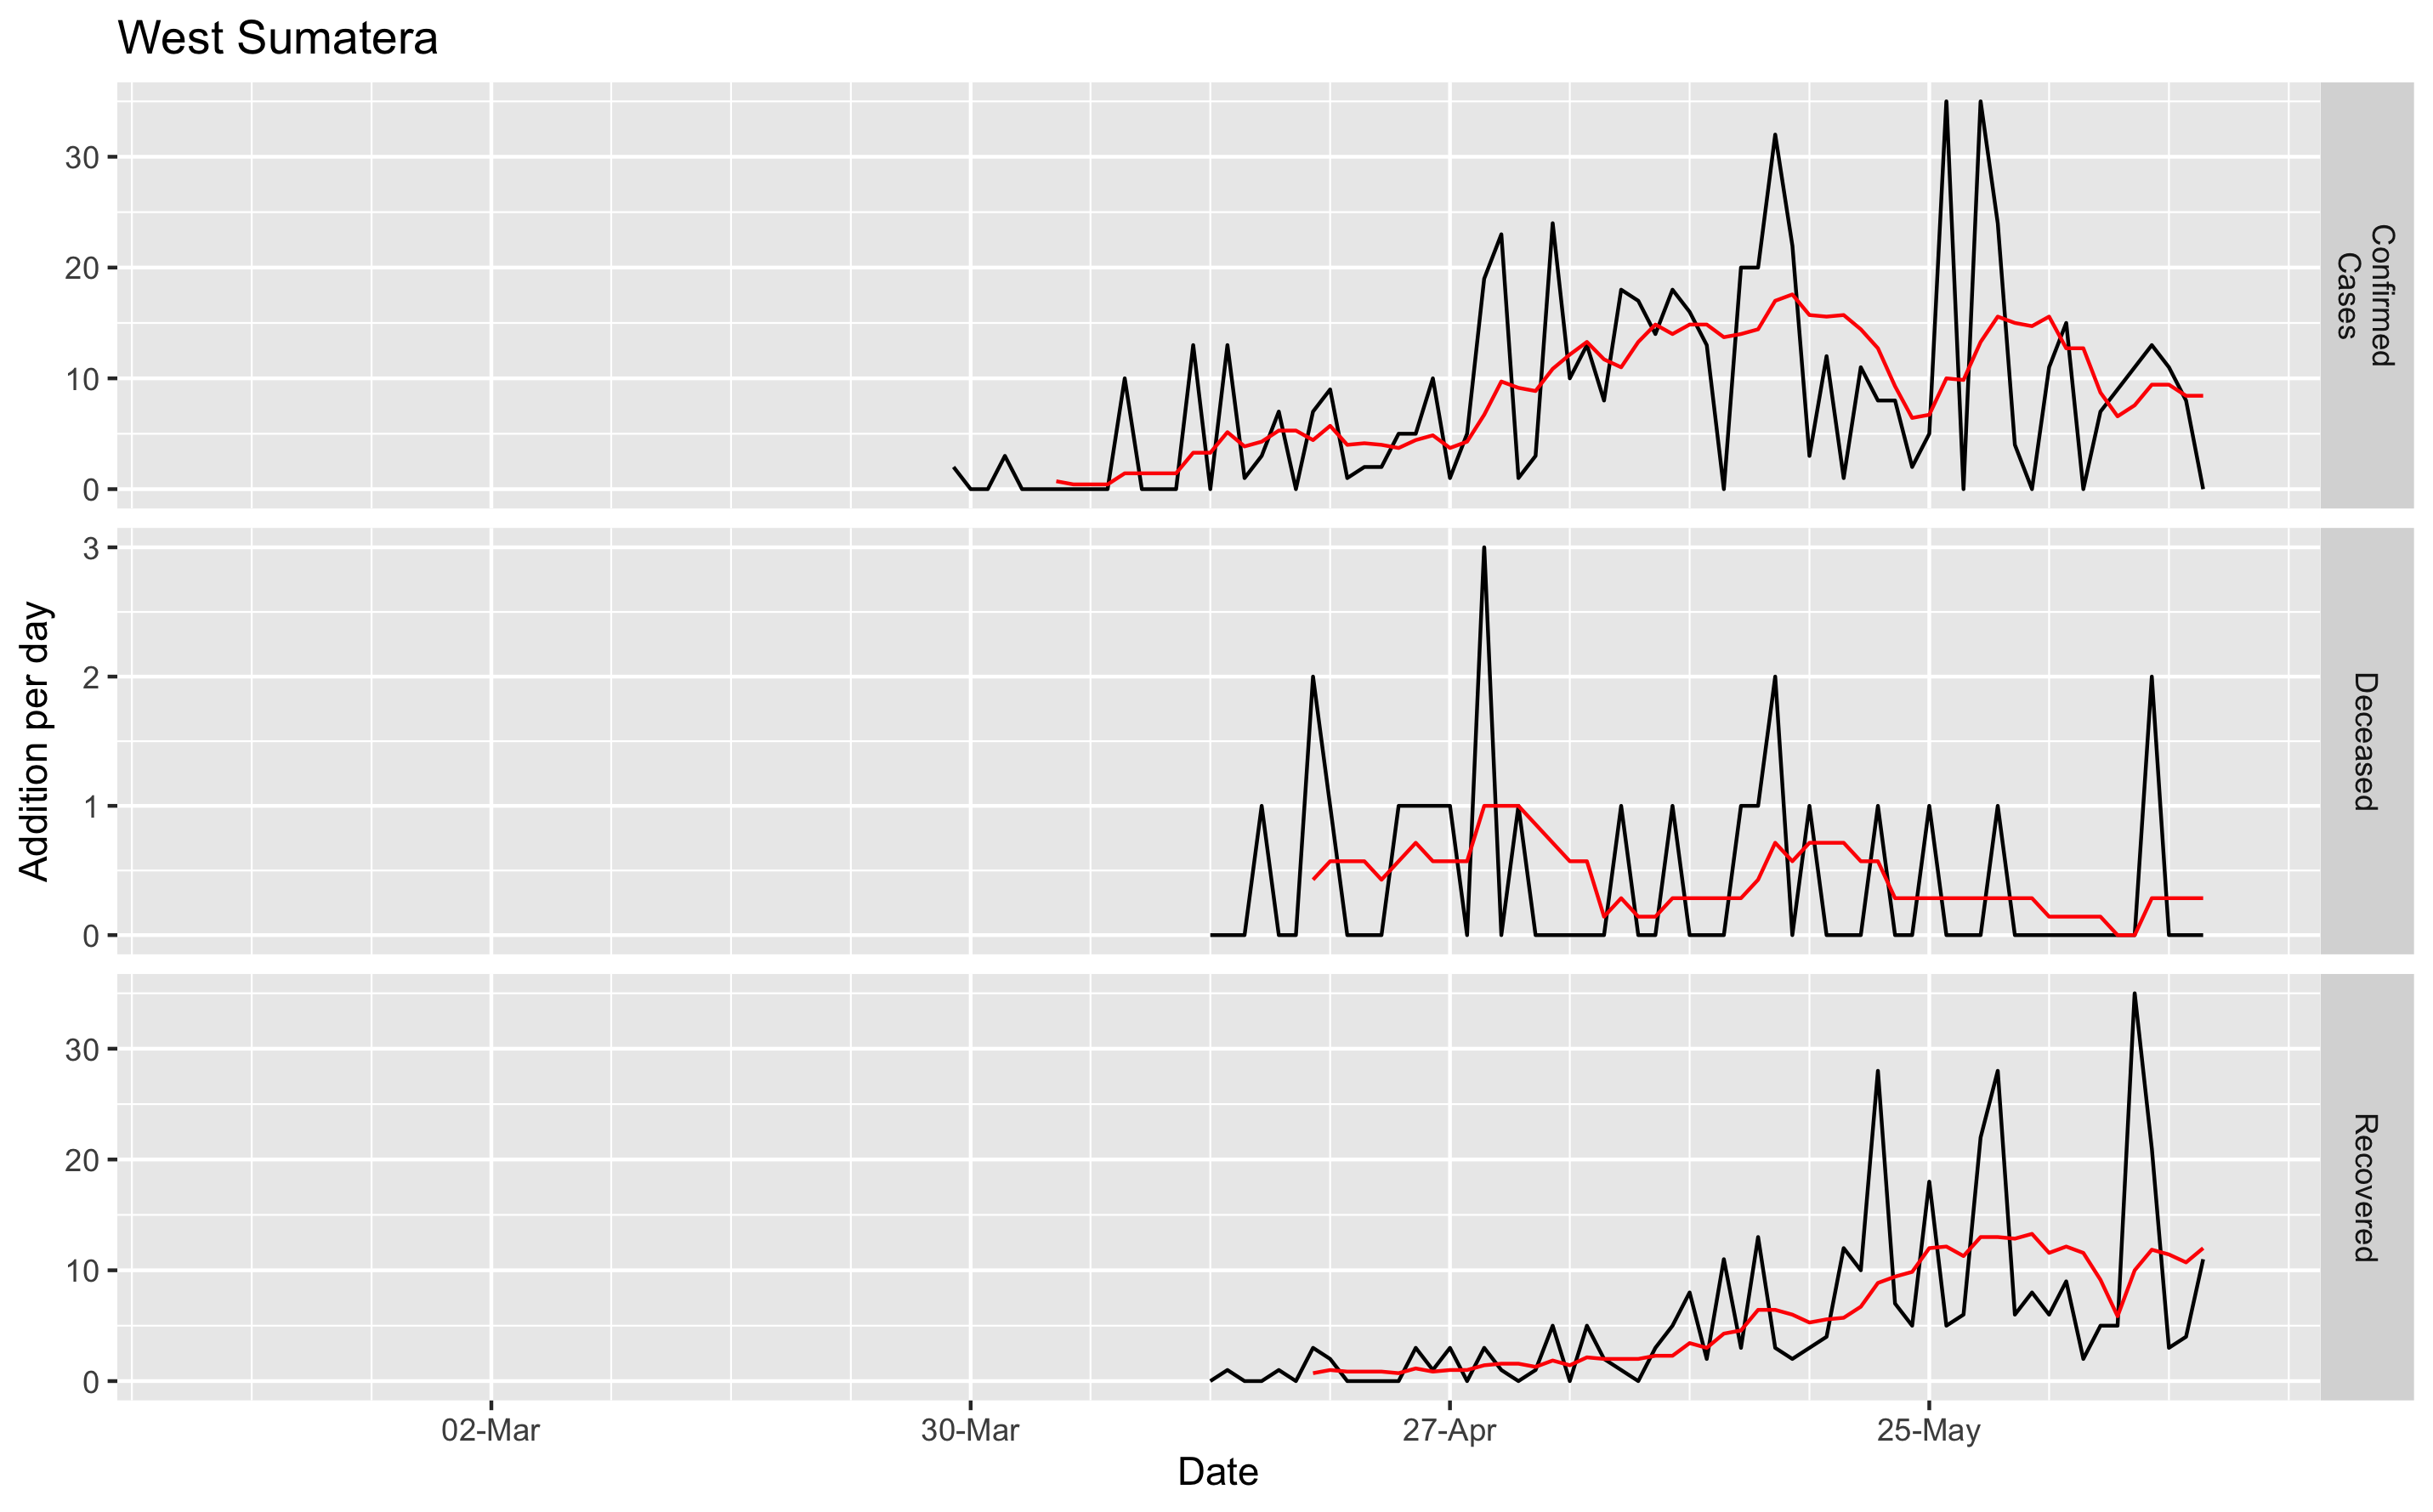 West Sumatera
30
20
10
0
Confirmed
Cases
3
2
1
0
Deceased
Addition per day
30
20
10
0
Recovered
02-Mar
30-Mar
27-Apr
25-May
Date